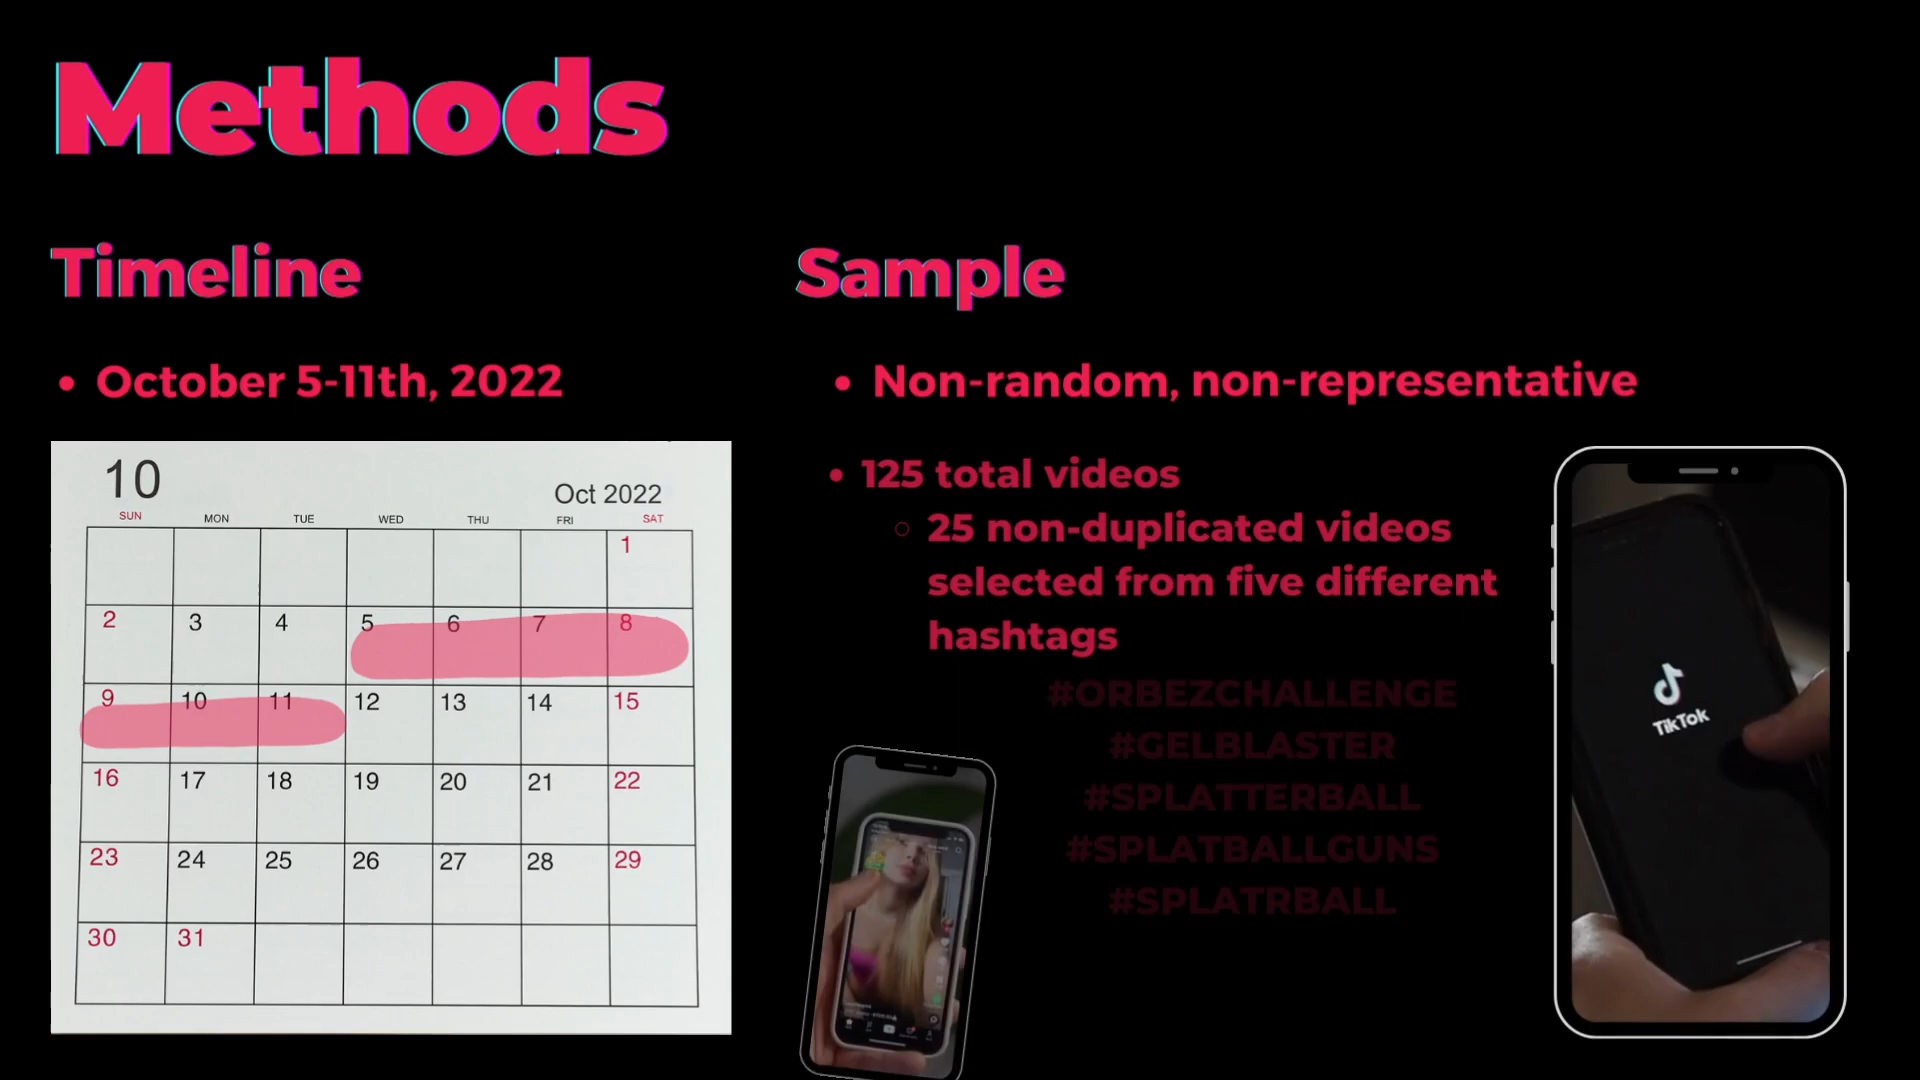 Methods
Timeline
• October 5-11th, 2022
10
Oct 2022
SUN MON TUE WED THU FRI SAT
1
2 3 4 5 6 7 8
9 10 11 12 13 14 15
16 17 18 19 20 21 22
23 24 25 26 27 28 29
30 31
Sample
• Non-random, non-representative
• 125 total videos
○ 25 non-duplicated videos
selected from five different
hashtags
#ORBEZCHALLENGE
#GELBLASTER
#SPLATTERBALL
#SPLATBALLGUNS
#SPLATRBALL
TikTok